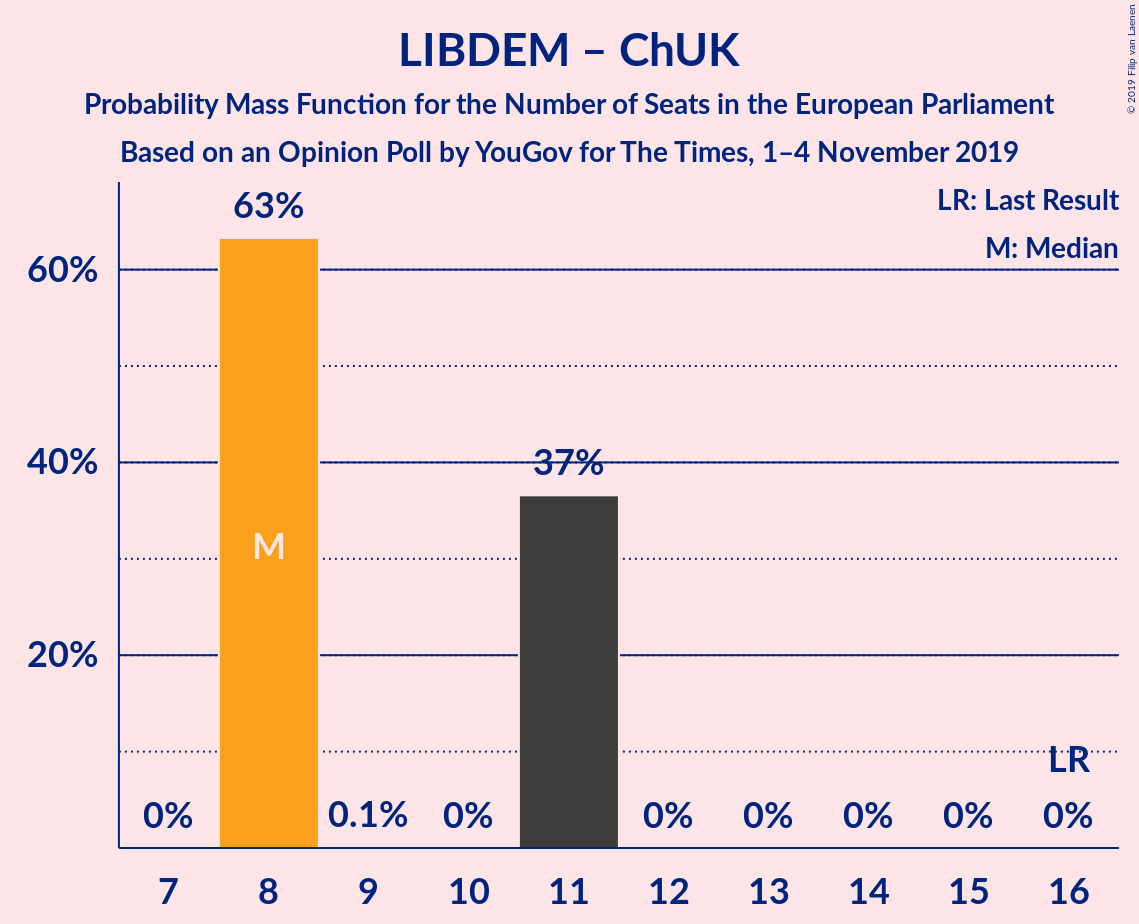 LIBDEM – ChUK
Probability Mass Function for the Number of Seats in the European Parliament
Based on an Opinion Poll by YouGov for The Times, 1–4 November 2019
© 2019 Filip van Laenen
LR: Last Result
M: Median
63%
60%
40%
37%
M
20%
LR
0%
0.1%
0%
0%
0%
0%
0%
0%
7
8
9
10
11
12
13
14
15
16